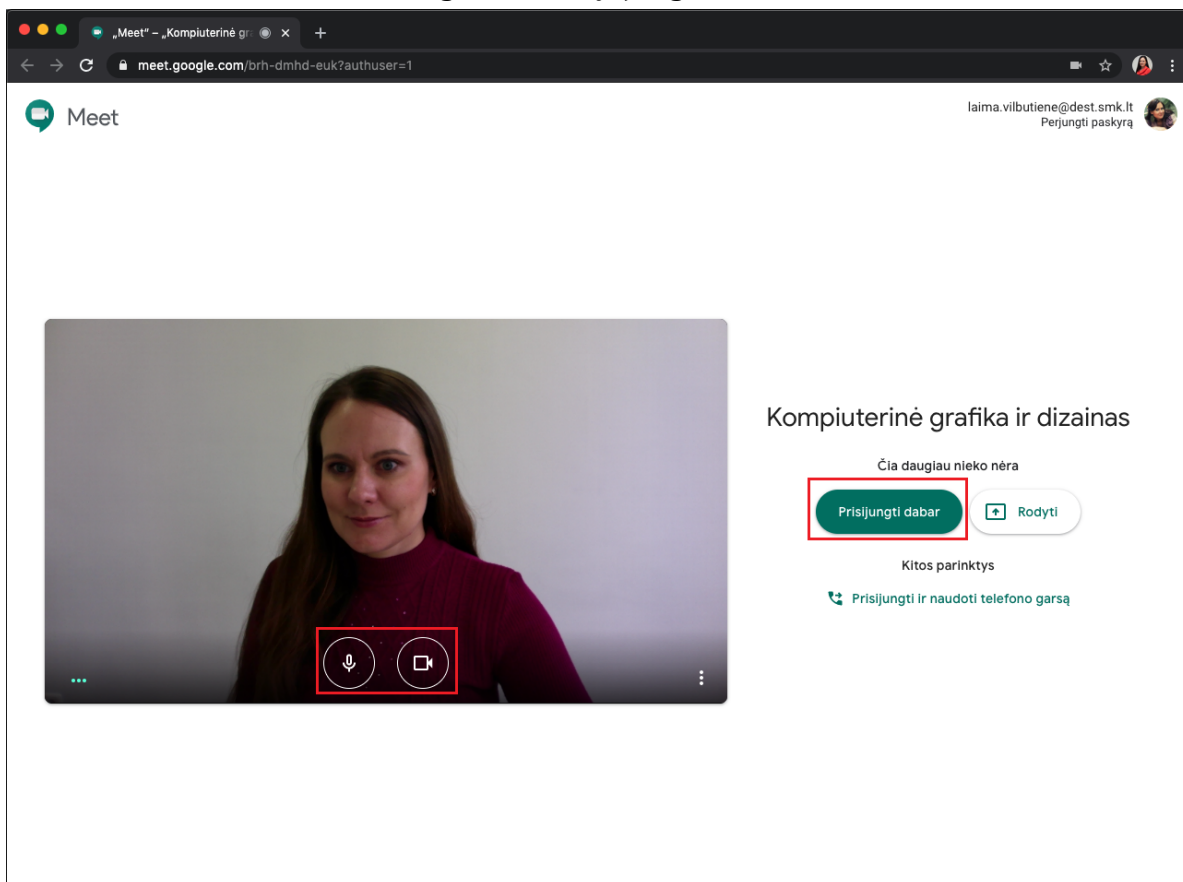 „Meet“ – „Kompiuterinė gra
meet.google.com/brh-dmhd-euk?authuser=1
Meet
laima.vilbutiene@dest.smk.lt
Perjungti paskyrą
Kompiuterinė grafika ir dizainas
Čia daugiau nieko nėra
Prisijungti dabar
Rodyti
Kitos parinktys
Prisijungti ir naudoti telefono garsą